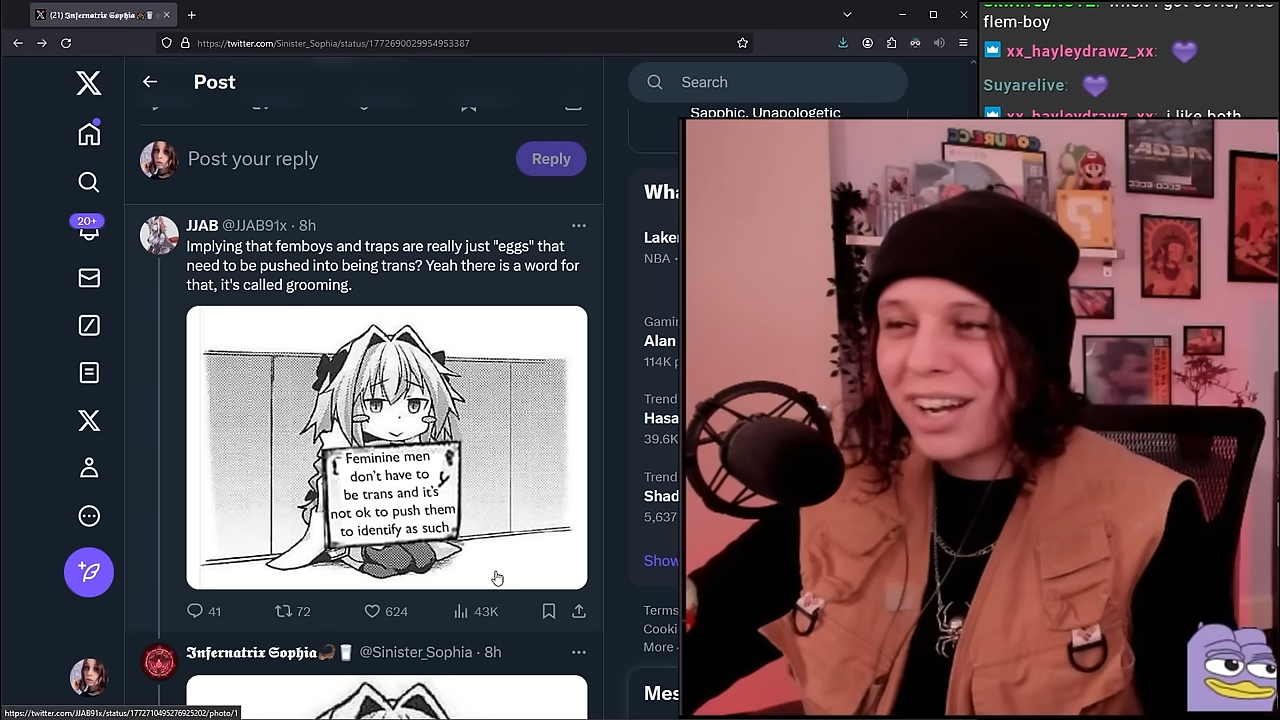 (21) Infernatrix Sophia
https://twitter.com/Sinister_Sophia/status/1772690029954953387
flem-boy
xx_hayleydrawz_xx:
Suyarelive:
xx_hayleydrawz_xx: i like both
Post
Search
Sapphic, Unapologetic
Post your reply
Reply
20+
JJAB @JJAB91x · 8h
Implying that femboys and traps are really just "eggs" that
need to be pushed into being trans? Yeah there is a word for
that, it's called grooming.
Feminine men
don't have to
be trans and it's
not ok to push them
to identify as such
41
72
624
43K
Infernatrix Sophia @Sinister_Sophia · 8h
Wha
Lake
NBA ·
Gami
Alan
114K
Trend
Hasa
39.6K
Trend
Shad
5,637
Show
Terms
Cooki
More ·
Mes
https://twitter.com/JJAB91x/status/1772710495276925202/photo/1